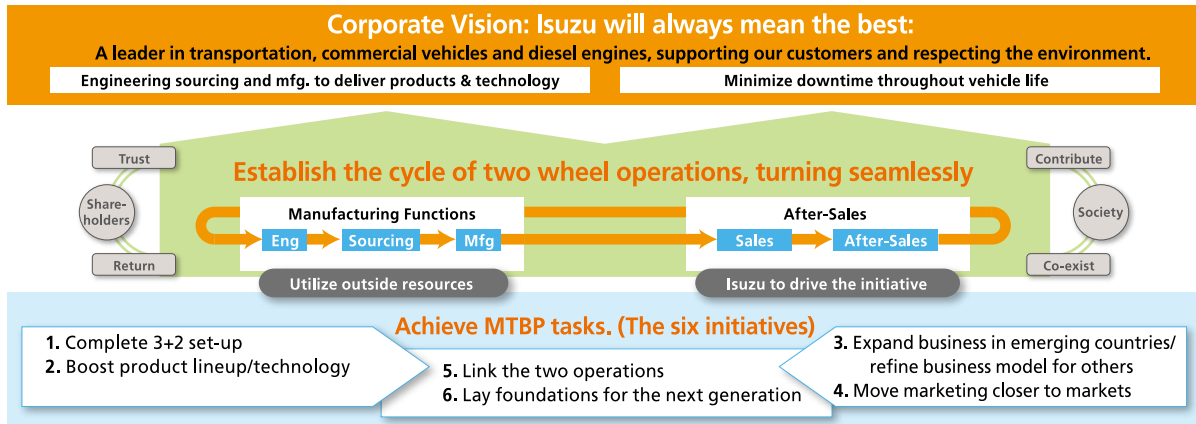 Corporate Vision: Isuzu will always mean the best:
A leader in transportation, commercial vehicles and diesel engines, supporting our customers and respecting the environment.
Engineering sourcing and mfg. to deliver products & technology
Minimize downtime throughout vehicle life
Trust
Share-
holders
Return
Establish the cycle of two wheel operations, turning seamlessly
Manufacturing Functions
Eng
Sourcing
Mfg
Utilize outside resources
After-Sales
Sales
After-Sales
Isuzu to drive the initiative
Contribute
Society
Co-exist
Achieve MTBP tasks. (The six initiatives)
1. Complete 3+2 set-up
2. Boost product lineup/technology
5. Link the two operations
6. Lay foundations for the next generation
3. Expand business in emerging countries/
refine business model for others
4. Move marketing closer to markets